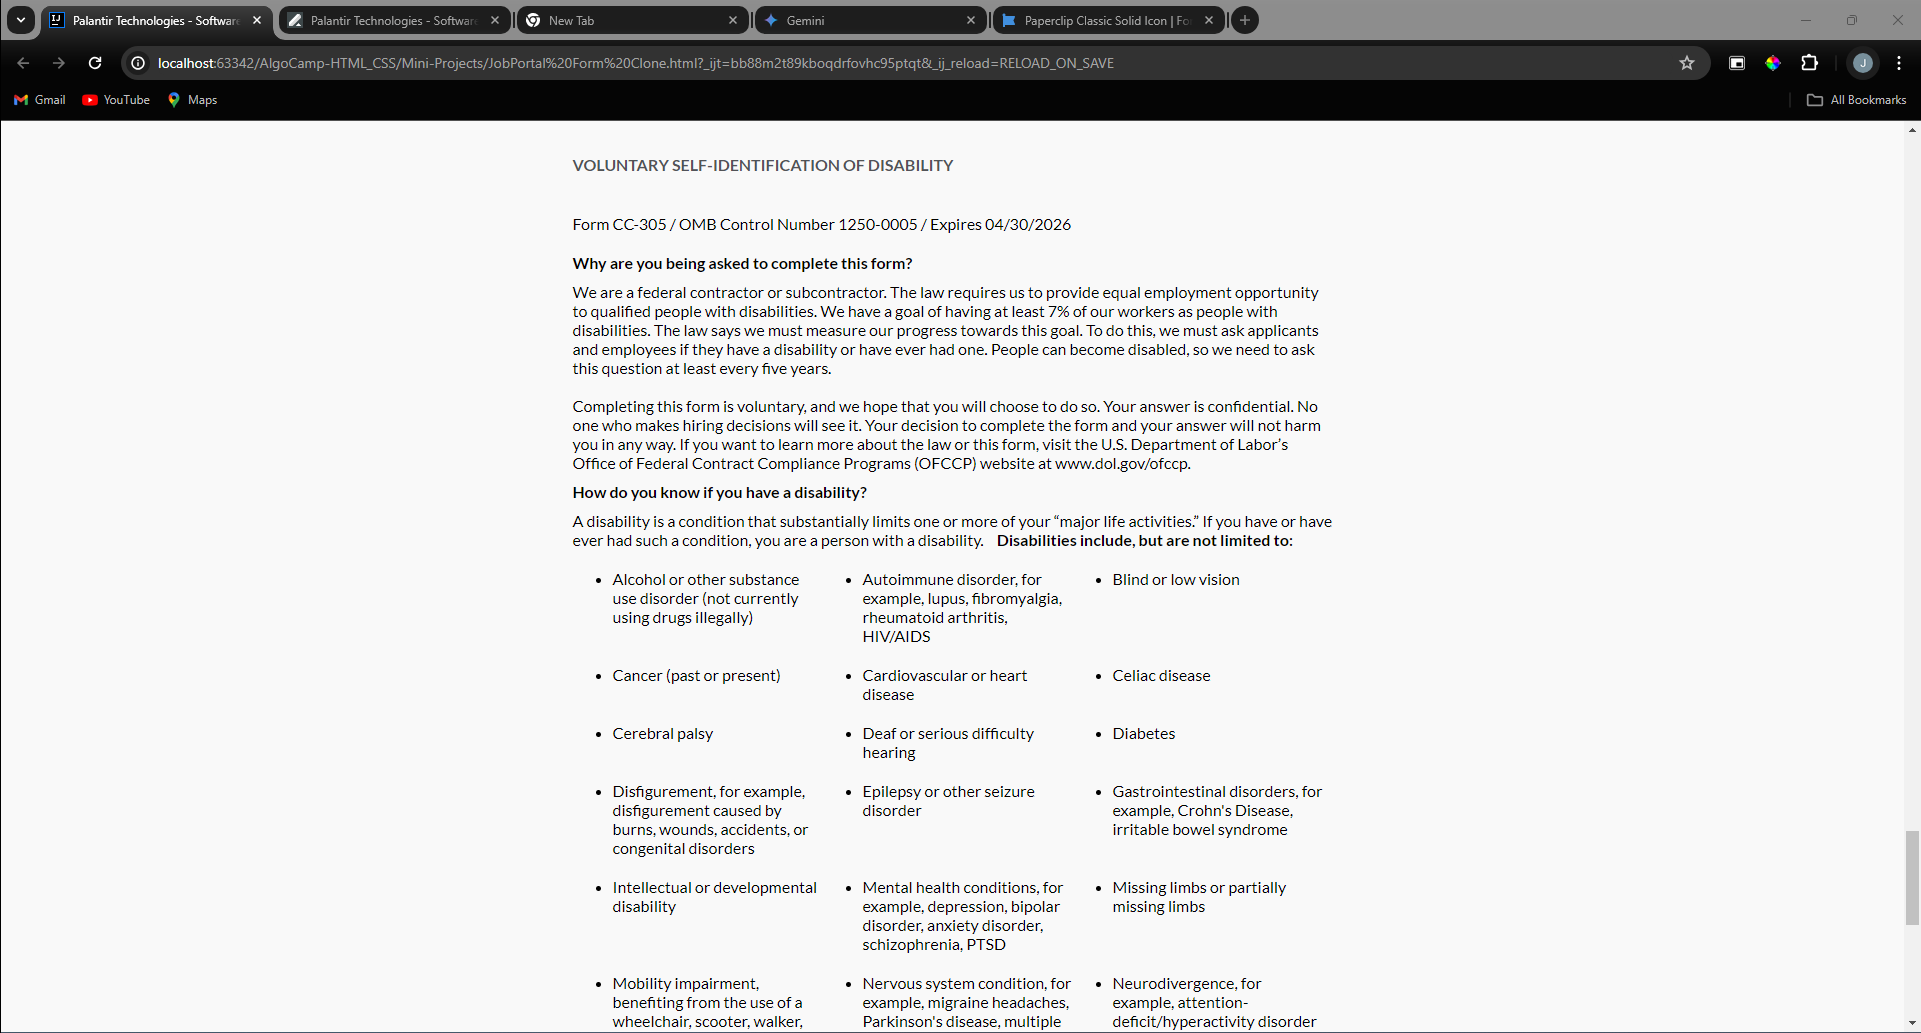 Palantir Technologies - Software
Palantir Technologies - Software
New Tab
Gemini
Paperclip Classic Solid Icon | Fo
localhost:63342/AlgoCamp-HTML_CSS/Mini-Projects/JobPortal%20Form%20Clone.html?_ijt=bb88m2t89kboqdrfovhc95ptqt&_ij_reload=RELOAD_ON_SAVE
J
Gmail
YouTube
Maps
All Bookmarks
VOLUNTARY SELF-IDENTIFICATION OF DISABILITY
Form CC-305 / OMB Control Number 1250-0005 / Expires 04/30/2026
Why are you being asked to complete this form?
We are a federal contractor or subcontractor. The law requires us to provide equal employment opportunity
to qualified people with disabilities. We have a goal of having at least 7% of our workers as people with
disabilities. The law says we must measure our progress towards this goal. To do this, we must ask applicants
and employees if they have a disability or have ever had one. People can become disabled, so we need to ask
this question at least every five years.
Completing this form is voluntary, and we hope that you will choose to do so. Your answer is confidential. No
one who makes hiring decisions will see it. Your decision to complete the form and your answer will not harm
you in any way. If you want to learn more about the law or this form, visit the U.S. Department of Labor’s
Office of Federal Contract Compliance Programs (OFCCP) website at www.dol.gov/ofccp.
How do you know if you have a disability?
A disability is a condition that substantially limits one or more of your “major life activities.” If you have or have
ever had such a condition, you are a person with a disability. Disabilities include, but are not limited to:
• Alcohol or other substance
use disorder (not currently
using drugs illegally)
• Autoimmune disorder, for
example, lupus, fibromyalgia,
rheumatoid arthritis,
HIV/AIDS
• Blind or low vision
• Cancer (past or present)
• Cardiovascular or heart
disease
• Celiac disease
• Cerebral palsy
• Deaf or serious difficulty
hearing
• Diabetes
• Disfigurement, for example,
disfigurement caused by
burns, wounds, accidents, or
congenital disorders
• Epilepsy or other seizure
disorder
• Gastrointestinal disorders, for
example, Crohn's Disease,
irritable bowel syndrome
• Intellectual or developmental
disability
• Mental health conditions, for
example, depression, bipolar
disorder, anxiety disorder,
schizophrenia, PTSD
• Missing limbs or partially
missing limbs
• Mobility impairment,
benefiting from the use of a
wheelchair, scooter, walker,
• Nervous system condition, for
example, migraine headaches,
Parkinson's disease, multiple
• Neurodivergence, for
example, attention-
deficit/hyperactivity disorder